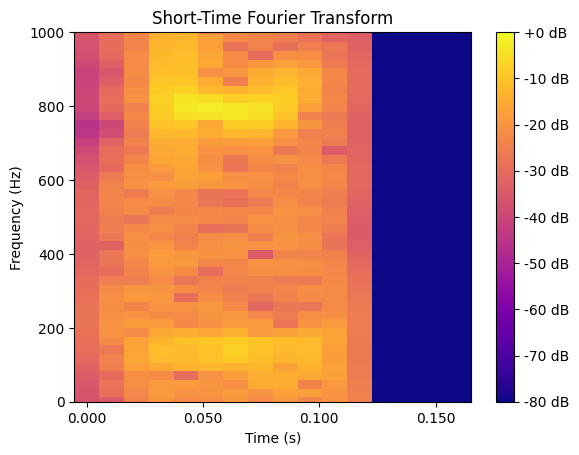 Short-Time Fourier Transform
1000
800
600
400
200
0
Frequency (Hz)
0.000
0.050
0.100
0.150
Time (s)
+0 dB
-10 dB
-20 dB
-30 dB
-40 dB
-50 dB
-60 dB
-70 dB
-80 dB